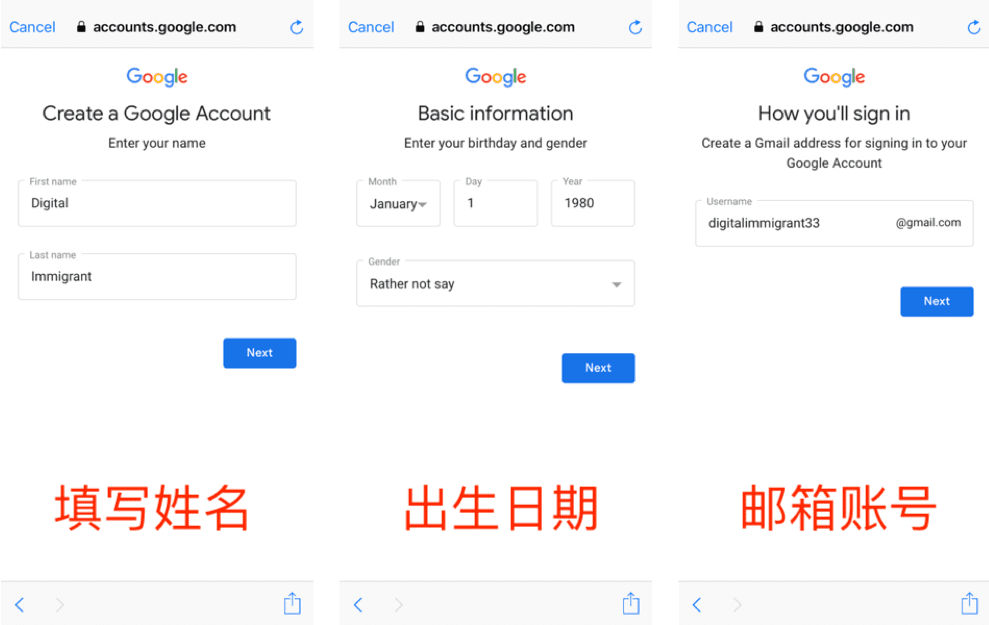 Cancel accounts.google.com
Google
Create a Google Account
Enter your name
First name
Digital
Last name
Immigrant
Next
填写姓名
Cancel accounts.google.com
Google
Basic information
Enter your birthday and gender
Month Day Year
January 1 1980
Gender
Rather not say
Next
出生日期
Cancel accounts.google.com
Google
How you'll sign in
Create a Gmail address for signing in to your
Google Account
Username
digitalimmigrant33 @gmail.com
Next
邮箱账号